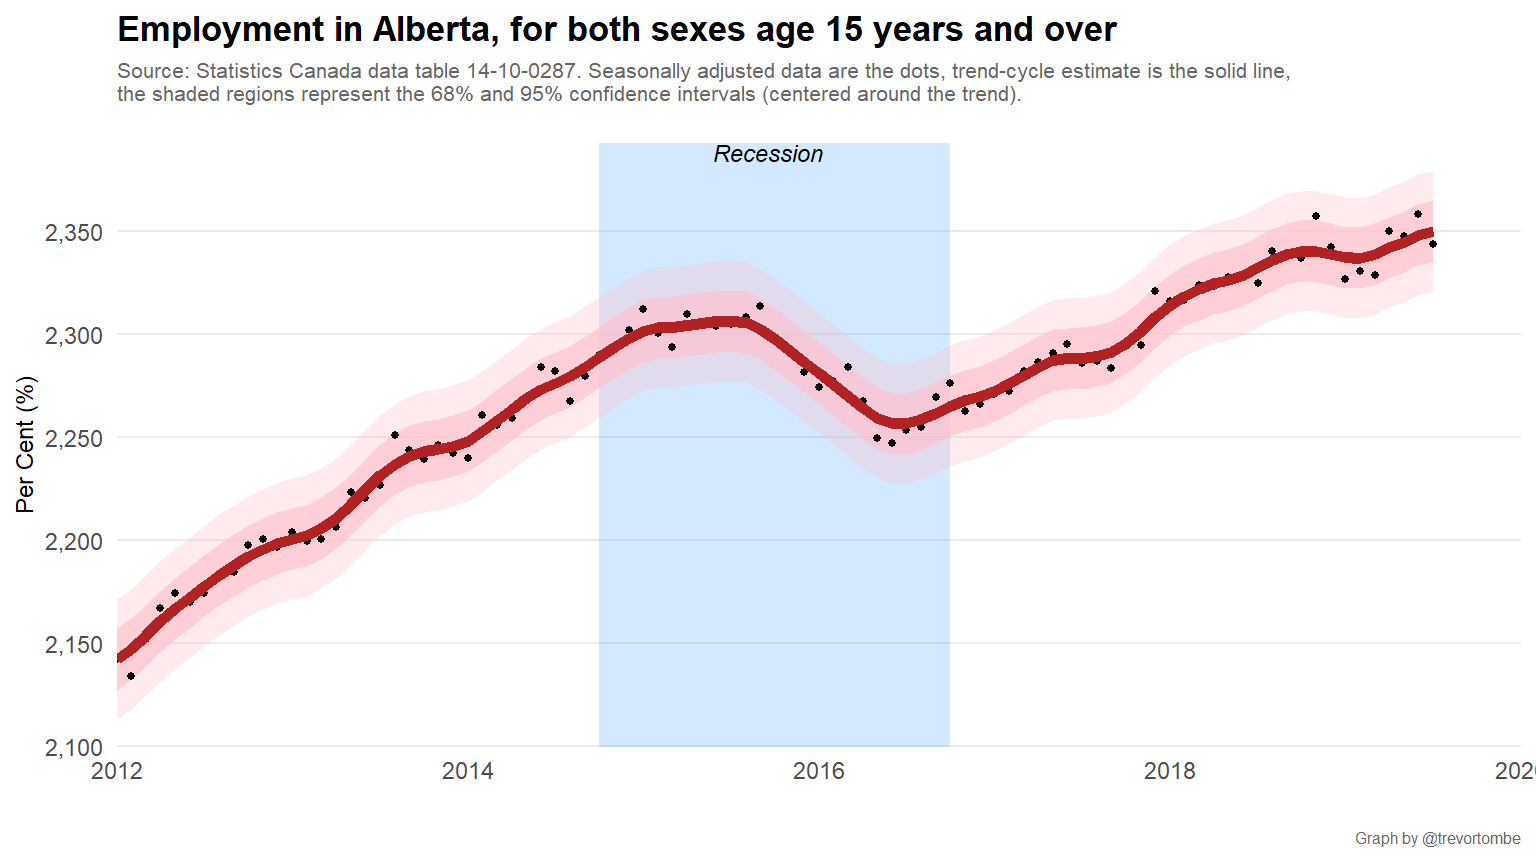 Employment in Alberta, for both sexes age 15 years and over
Source: Statistics Canada data table 14-10-0287. Seasonally adjusted data are the dots, trend-cycle estimate is the solid line,
the shaded regions represent the 68% and 95% confidence intervals (centered around the trend).
Recession
Per Cent (%)
2,350
2,300
2,250
2,200
2,150
2,100
2012 2014 2016 2018
Graph by @trevortombe